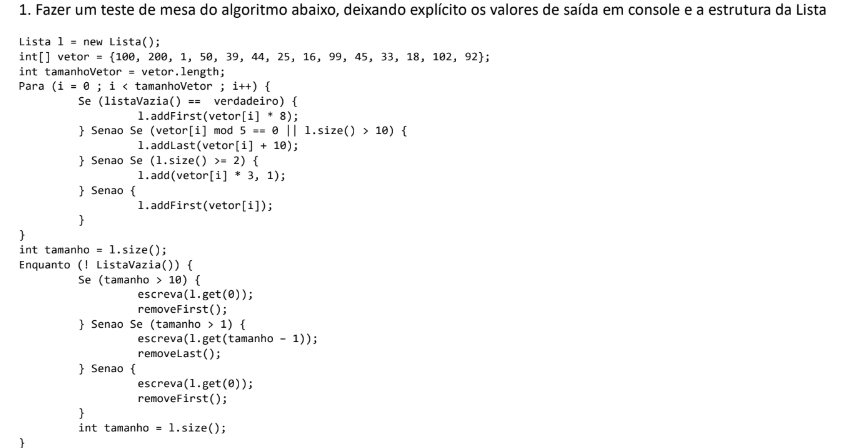 1. Fazer um teste de mesa do algoritmo abaixo, deixando explícito os valores de saída em console e a estrutura da Lista
Lista l = new Lista();
int[] vetor = {100, 200, 1, 50, 39, 44, 25, 16, 99, 45, 33, 18, 102, 92};
int tamanhoVetor = vetor.length;
Para (i = 0 ; i < tamanhoVetor ; i++) {
Se (listaVazia() == verdadeiro) {
l.addFirst(vetor[i] * 8);
} Senao Se (vetor[i] mod 5 == 0 || l.size() > 10) {
l.addLast(vetor[i] + 10);
} Senao Se (l.size() >= 2) {
l.add(vetor[i] * 3, 1);
} Senao {
l.addFirst(vetor[i]);
}
}
int tamanho = l.size();
Enquanto (! ListaVazia()) {
Se (tamanho > 10) {
escreva(l.get(0));
removeFirst();
} Senao Se (tamanho > 1) {
escreva(l.get(tamanho – 1));
removeLast();
} Senao {
escreva(l.get(0));
removeFirst();
}
int tamanho = l.size();
}